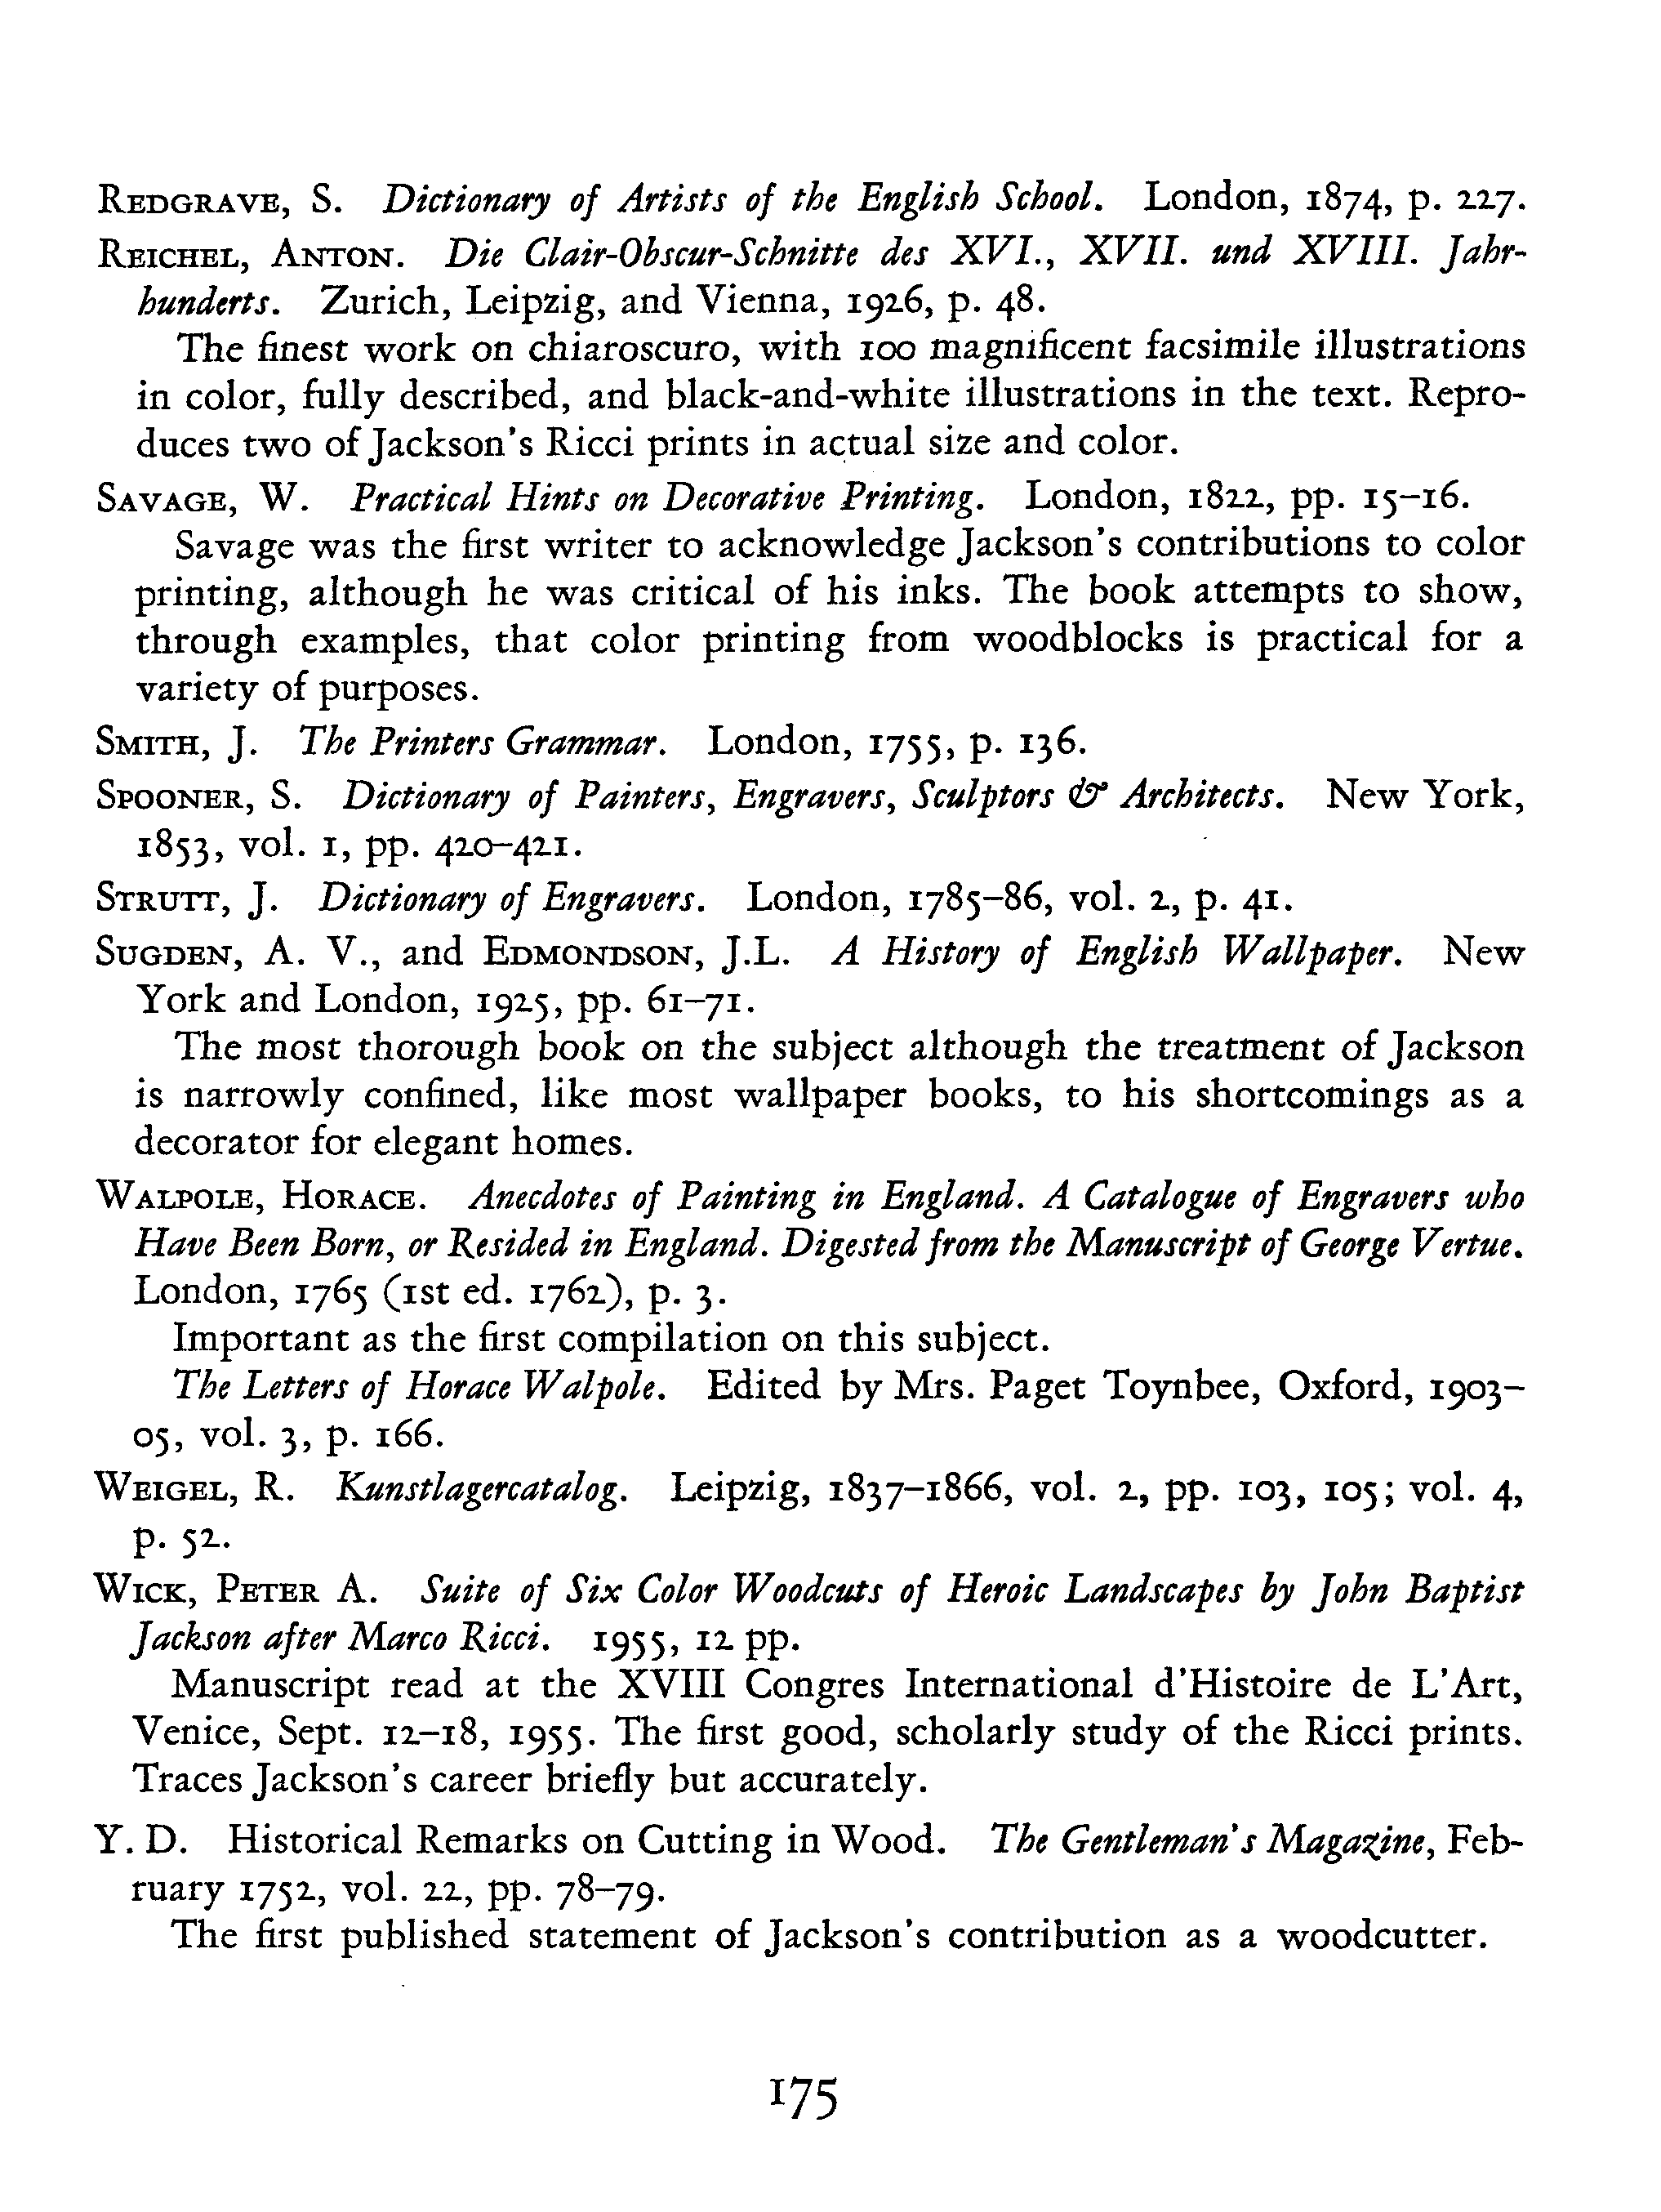 REDGRAVE, S. Dictionary of Artists of the English School. London, 1874, p. 227.
REICHEL, ANTON. Die Clair-Obscur-Schnitte des XVI., XVII. und XVIII. Jahr-
hunderts. Zurich, Leipzig, and Vienna, 1926, p. 48.
The finest work on chiaroscuro, with 100 magnificent facsimile illustrations
in color, fully described, and black-and-white illustrations in the text. Repro-
duces two of Jackson's Ricci prints in actual size and color.
SAVAGE, W. Practical Hints on Decorative Printing. London, 1822, pp. 15–16.
Savage was the first writer to acknowledge Jackson's contributions to color
printing, although he was critical of his inks. The book attempts to show,
through examples, that color printing from woodblocks is practical for a
variety of purposes.
SMITH, J. The Printers Grammar. London, 1755, p. 136.
SPOONER, S. Dictionary of Painters, Engravers, Sculptors & Architects. New York,
1853, vol. 1, pp. 420–421.
STRUTT, J. Dictionary of Engravers. London, 1785–86, vol. 2, p. 41.
SUGDEN, A. V., and EDMONDSON, J.L. A History of English Wallpaper. New
York and London, 1925, pp. 61–71.
The most thorough book on the subject although the treatment of Jackson
is narrowly confined, like most wallpaper books, to his shortcomings as a
decorator for elegant homes.
WALPOLE, HORACE. Anecdotes of Painting in England. A Catalogue of Engravers who
Have Been Born, or Resided in England. Digested from the Manuscript of George Vertue.
London, 1765 (1st ed. 1762), p. 3.
Important as the first compilation on this subject.
The Letters of Horace Walpole. Edited by Mrs. Paget Toynbee, Oxford, 1903–
05, vol. 3, p. 166.
WEIGEL, R. Kunstlagercatalog. Leipzig, 1837–1866, vol. 2, pp. 103, 105; vol. 4,
p. 52.
WICK, PETER A. Suite of Six Color Woodcuts of Heroic Landscapes by John Baptist
Jackson after Marco Ricci. 1955, 12 pp.
Manuscript read at the XVIII Congres International d'Histoire de L'Art,
Venice, Sept. 12–18, 1955. The first good, scholarly study of the Ricci prints.
Traces Jackson's career briefly but accurately.
Y. D. Historical Remarks on Cutting in Wood. The Gentleman's Magazine, Feb-
ruary 1752, vol. 22, pp. 78–79.
The first published statement of Jackson's contribution as a woodcutter.
175